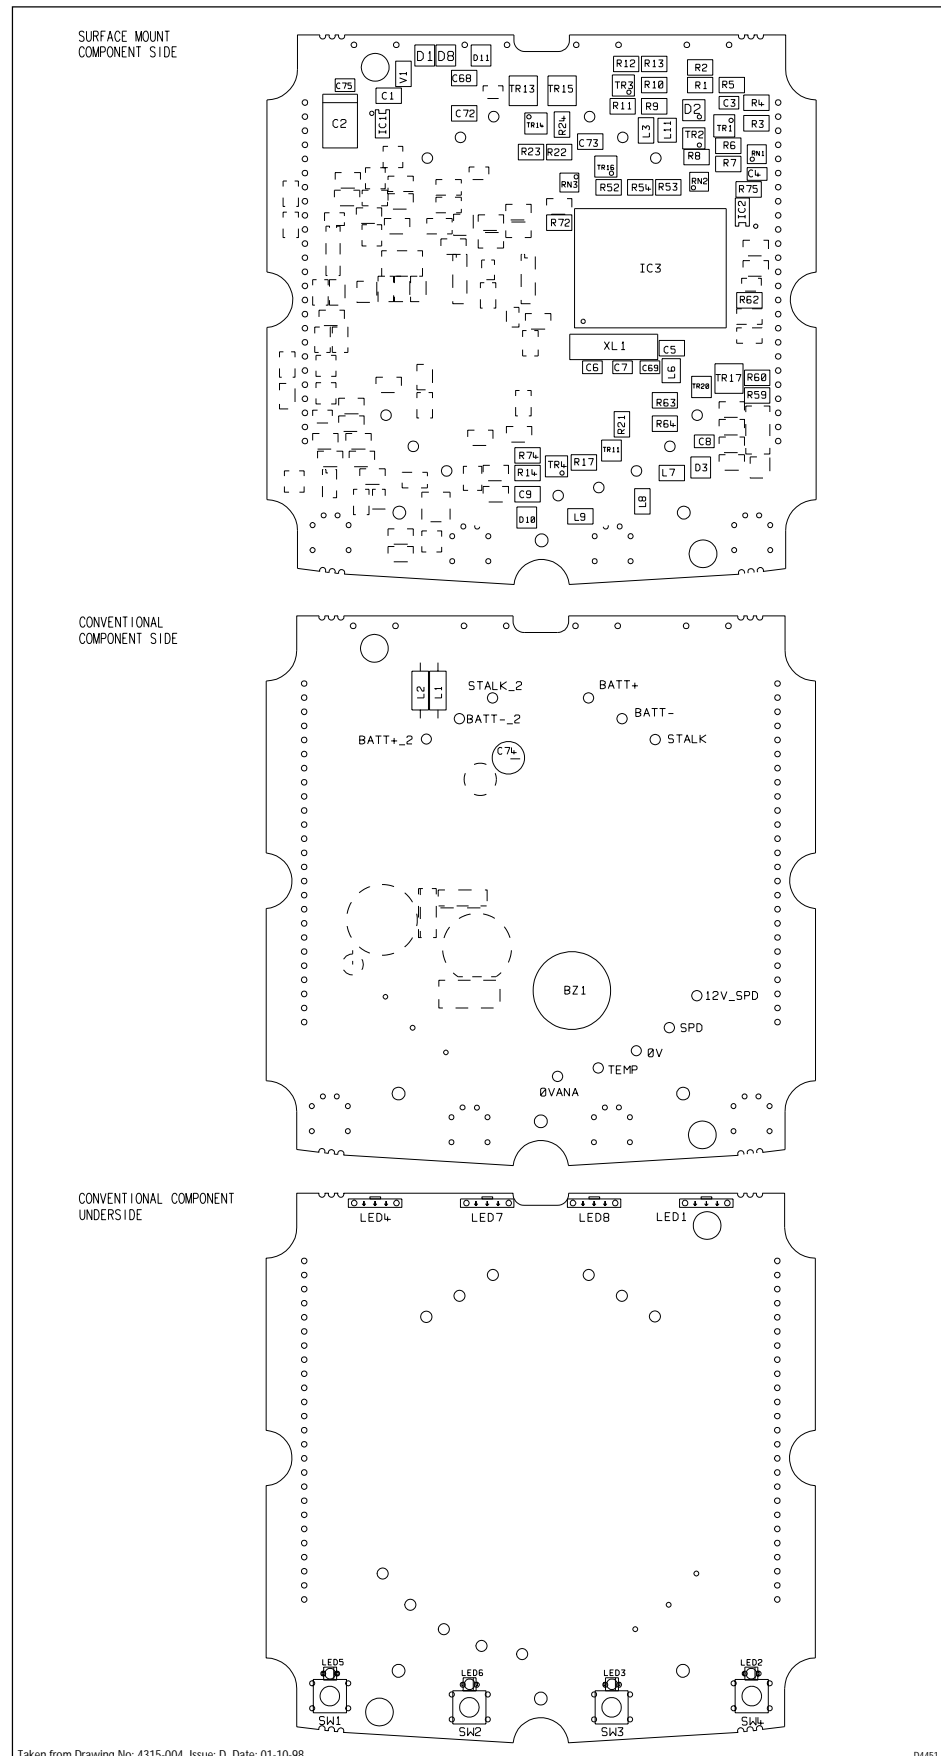 SURFACE MOUNT
COMPONENT SIDE
D1 D8 D11
R12 R13
R2
C75 V1 C68
TR13 TR15 TR3 R10 R1 R5
C1
C2 IC1 C72 R11 R9 D2 C3 R4
TR14 R24 L3 L11 TR1 R3
C73 TR2 R6
R23 R22 R8 R7 RN1
TR16 C4
RN3 R52 R54 R53 RN2 R75
R72 IC2
IC3
R62
XL1 C5
C6 C7 C69 L6 TR17 R60
TR20 R59
R63
R21 R64
C8
R74 TR11
R14 TR4 R17 L7 D3
C9 L8
D10 L9
CONVENTIONAL
COMPONENT SIDE
L2 L1 STALK_2 BATT+
BATT-_2 BATT-
BATT+_2 STALK
C74
BZ1 12V_SPD
SPD
0V
TEMP
0VANA
CONVENTIONAL COMPONENT
UNDERSIDE
LED4 LED7 LED8 LED1
LED5 LED6 LED3 LED2
SW1 SW2 SW3 SW4
Taken from Drawing No: 4315-004, Issue: D, Date: 01-10-98